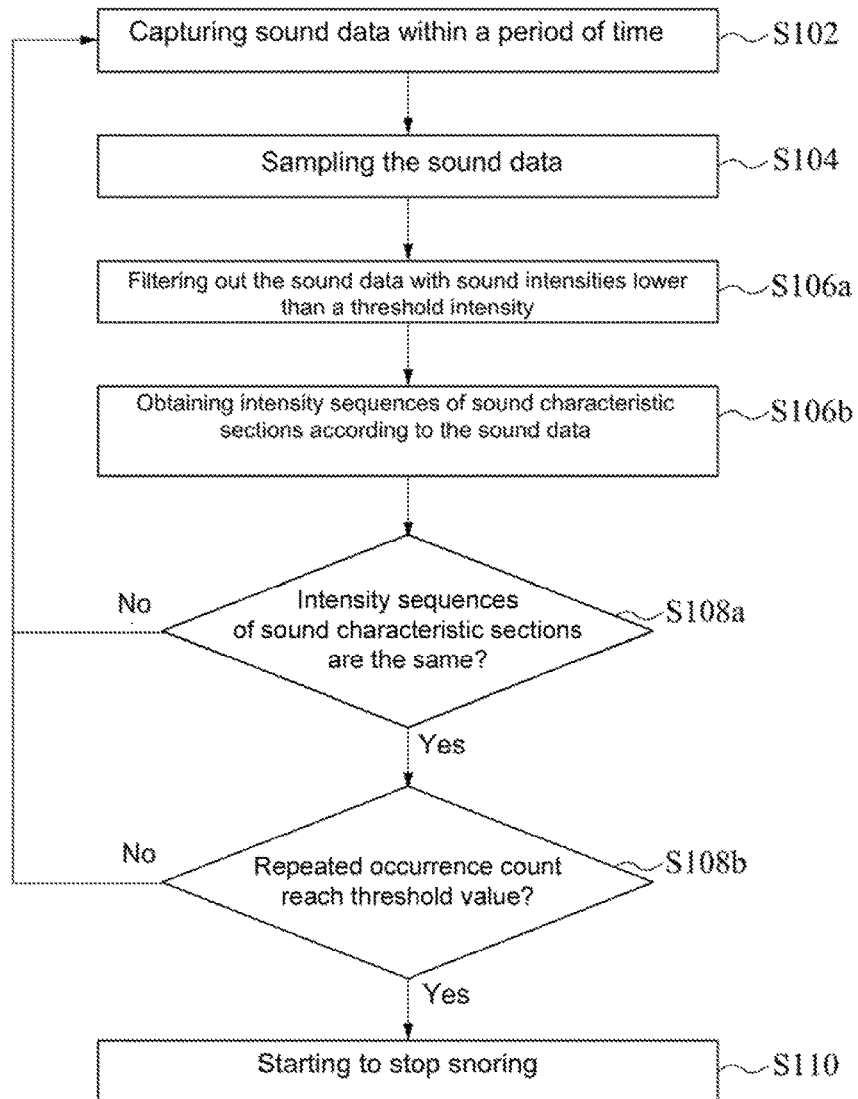 Capturing sound data within a period of time
S102
Sampling the sound data
S104
Filtering out the sound data with sound intensities lower
than a threshold intensity
S106a
Obtaining intensity sequences of sound characteristic
sections according to the sound data
S106b
No
Intensity sequences
of sound characteristic sections
are the same?
S108a
Yes
No
Repeated occurrence count
reach threshold value?
S108b
Yes
Starting to stop snoring
S110